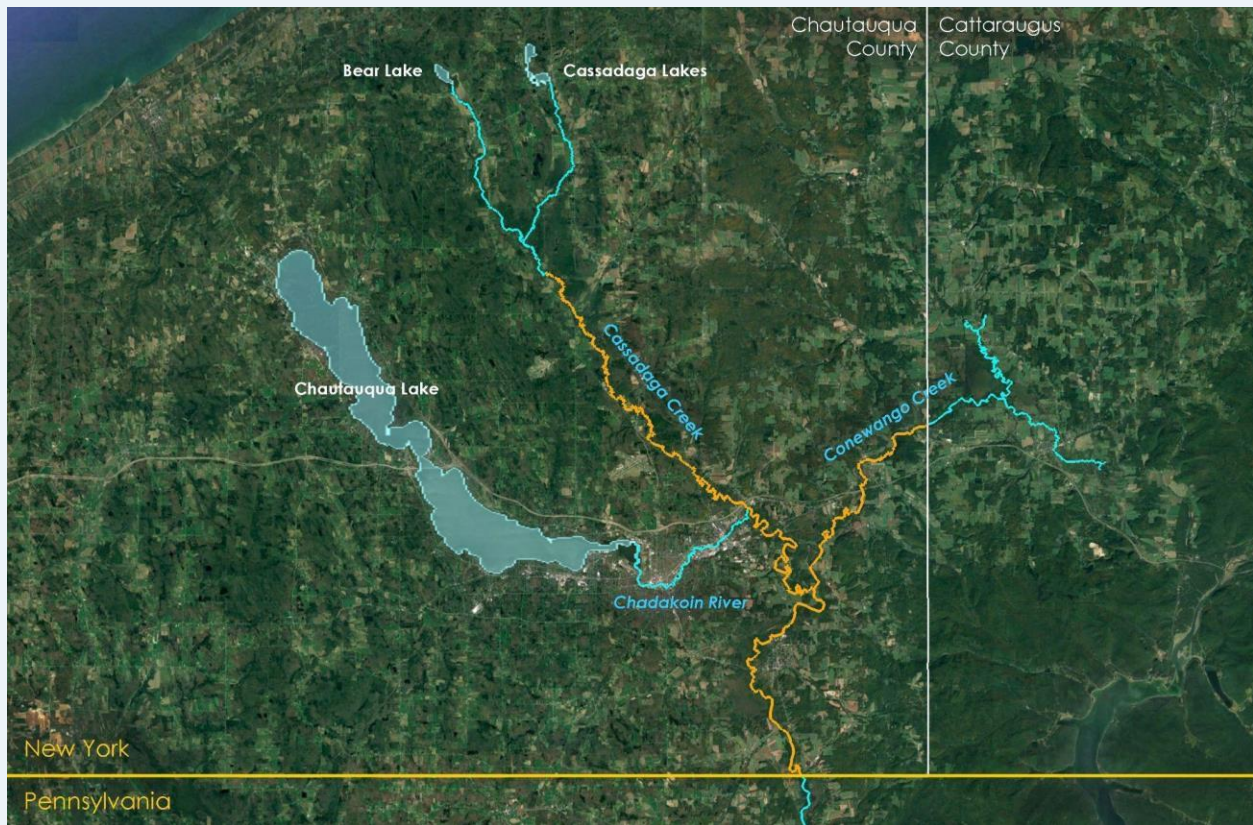 Chautauqua
County
Cattaraugus
County
Bear Lake
Cassadaga Lakes
Cassadaga Creek
Chautauqua Lake
Conewango Creek
Chadakoin River
New York
Pennsylvania